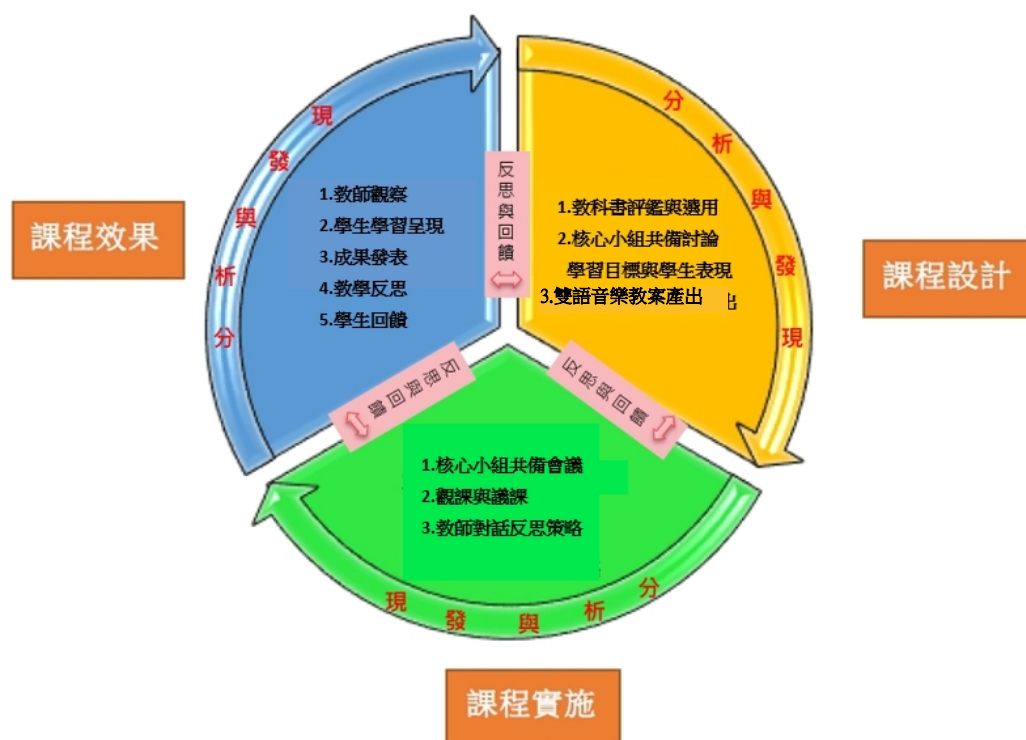 分析與發現
反思與回饋
1.教師觀察
2.學生學習呈現
3.成果發表
4.教學反思
5.學生回饋
課程效果
分析與發現
1.教科書評鑑與選用
2.核心小組共備討論
學習目標與學生表現
3.雙語音樂教案產出
出
課程設計
反思與回饋
反思與回饋
1.核心小組共備會議
2.觀課與議課
3.教師對話反思策略
分析與發現
課程實施